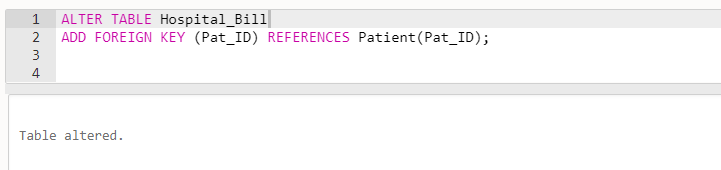 1 ALTER TABLE Hospital_Bill
2 ADD FOREIGN KEY (Pat_ID) REFERENCES Patient(Pat_ID);
3
4
Table altered.